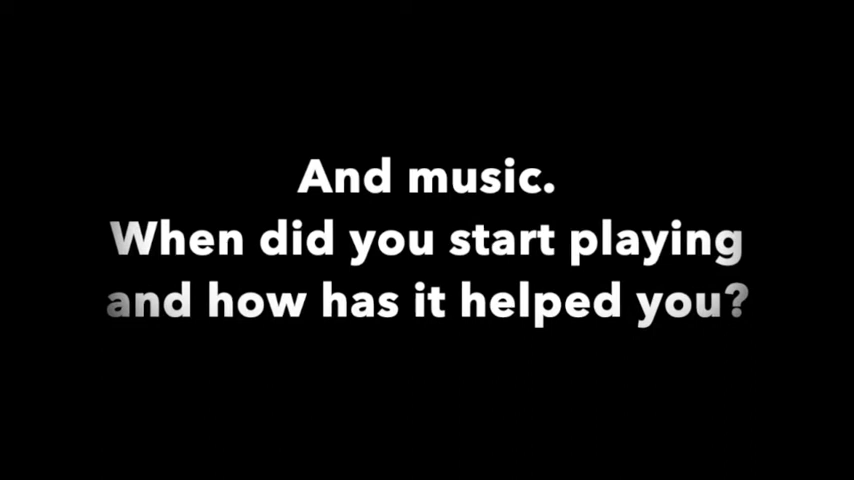 And music.
When did you start playing
and how has it helped you?